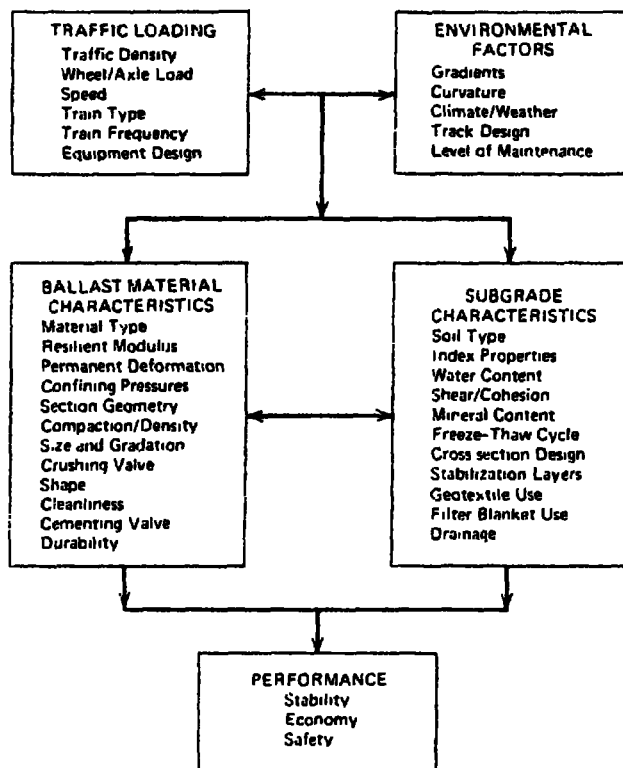 TRAFFIC LOADING
Traffic Density
Wheel/Axle Load
Speed
Train Type
Train Frequency
Equipment Design
ENVIRONMENTAL
FACTORS
Gradients
Curvature
Climate/Weather
Track Design
Level of Maintenance
BALLAST MATERIAL
CHARACTERISTICS
Material Type
Resilient Modulus
Permanent Deformation
Confining Pressures
Section Geometry
Compaction/Density
Size and Gradation
Crushing Valve
Shape
Cleanliness
Cementing Valve
Durability
SUBGRADE
CHARACTERISTICS
Soil Type
Index Properties
Water Content
Shear/Cohesion
Mineral Content
Freeze-Thaw Cycle
Cross section Design
Stabilization Layers
Geotextile Use
Filter Blanket Use
Drainage
PERFORMANCE
Stability
Economy
Safety